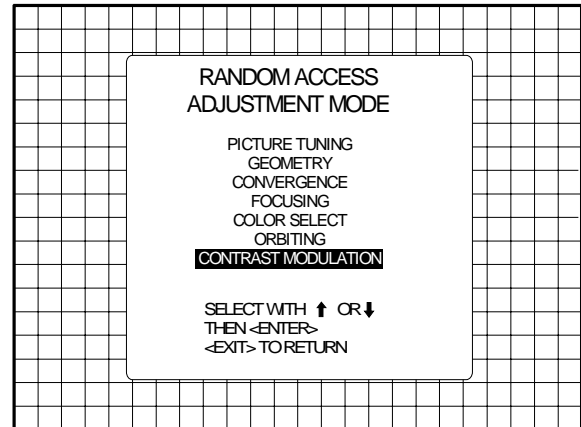 RANDOM ACCESS
ADJUSTMENT MODE
PICTURE TUNING
GEOMETRY
CONVERGENCE
FOCUSING
COLOR SELECT
ORBITING
CONTRAST MODULATION
SELECT WITH ↑ OR ↓
THEN <ENTER>
<EXIT> TO RETURN